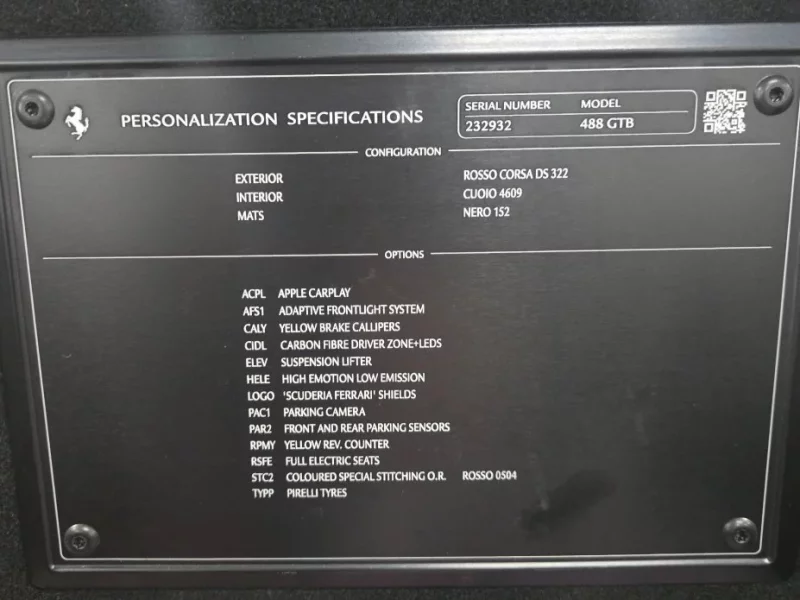 PERSONALIZATION SPECIFICATIONS
SERIAL NUMBER MODEL
232932 488 GTB
CONFIGURATION
EXTERIOR ROSSO CORSA DS 322
INTERIOR CUOIO 4609
MATS NERO 152
OPTIONS
ACPL APPLE CARPLAY
AFS1 ADAPTIVE FRONTLIGHT SYSTEM
CALY YELLOW BRAKE CALLIPERS
CIDL CARBON FIBRE DRIVER ZONE+LEDS
ELEV SUSPENSION LIFTER
HELE HIGH EMOTION LOW EMISSION
LOGO 'SCUDERIA FERRARI' SHIELDS
PAC1 PARKING CAMERA
PAR2 FRONT AND REAR PARKING SENSORS
RPMY YELLOW REV. COUNTER
RSFE FULL ELECTRIC SEATS
STC2 COLOURED SPECIAL STITCHING O.R. ROSSO 0504
TYPP PIRELLI TYRES